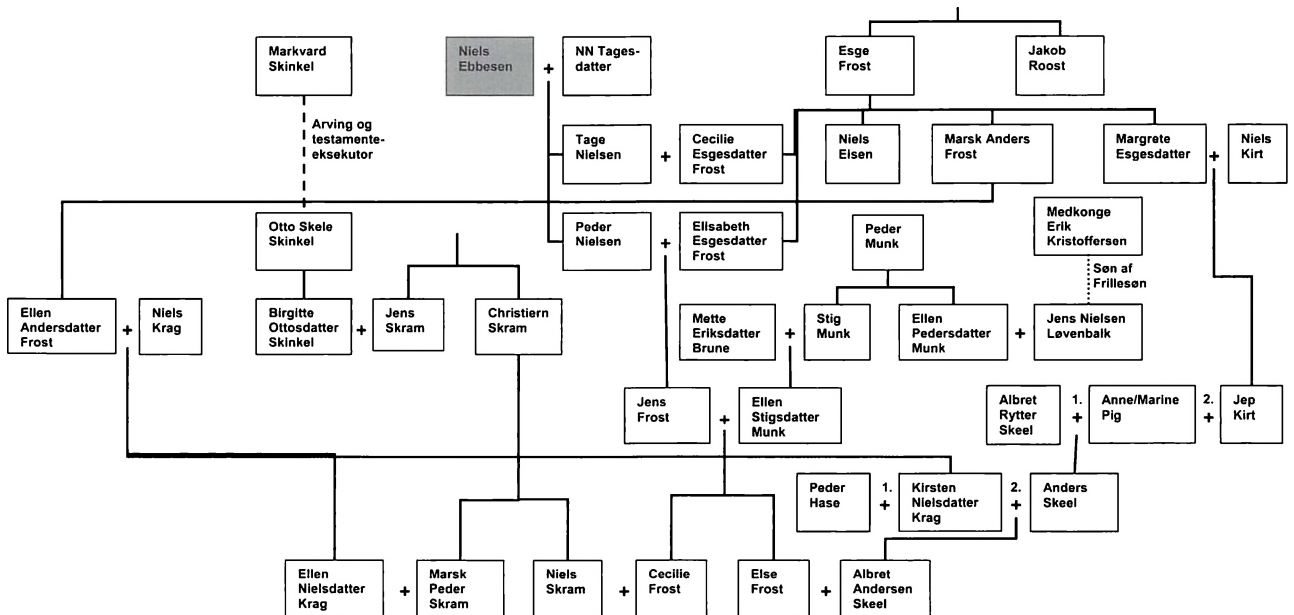 Markvard
Skinkel
Niels
Ebbesen
+
NN Tages-
datter
Esge
Frost
Jakob
Roost
Arving og
testamente-
eksekutor
Tage
Nielsen
+
Cecilie
Esgesdatter
Frost
Niels
Elsen
Marsk Anders
Frost
Margrete
Esgesdatter
+
Niels
Kirt
Otto Skele
Skinkel
Peder
Nielsen
+
Elisabeth
Esgesdatter
Frost
Peder
Munk
Medkonge
Erik
Kristoffersen
Søn af
Frillesøn
Ellen
Andersdatter
Frost
+
Niels
Krag
Birgitte
Ottosdatter
Skinkel
+
Jens
Skram
Christiern
Skram
Mette
Eriksdatter
Brune
+
Stig
Munk
Ellen
Pedersdatter
Munk
+
Jens Nielsen
Løvenbalk
Jens
Frost
+
Ellen
Stigsdatter
Munk
Albret
Rytter
Skeel
1.
+
Anne/Marine
Pig
2.
+
Jep
Kirt
Peder
Hase
1.
+
Kirsten
Nielsdatter
Krag
2.
+
Anders
Skeel
Ellen
Nielsdatter
Krag
+
Marsk
Peder
Skram
Niels
Skram
+
Cecilie
Frost
Else
Frost
+
Albret
Andersen
Skeel